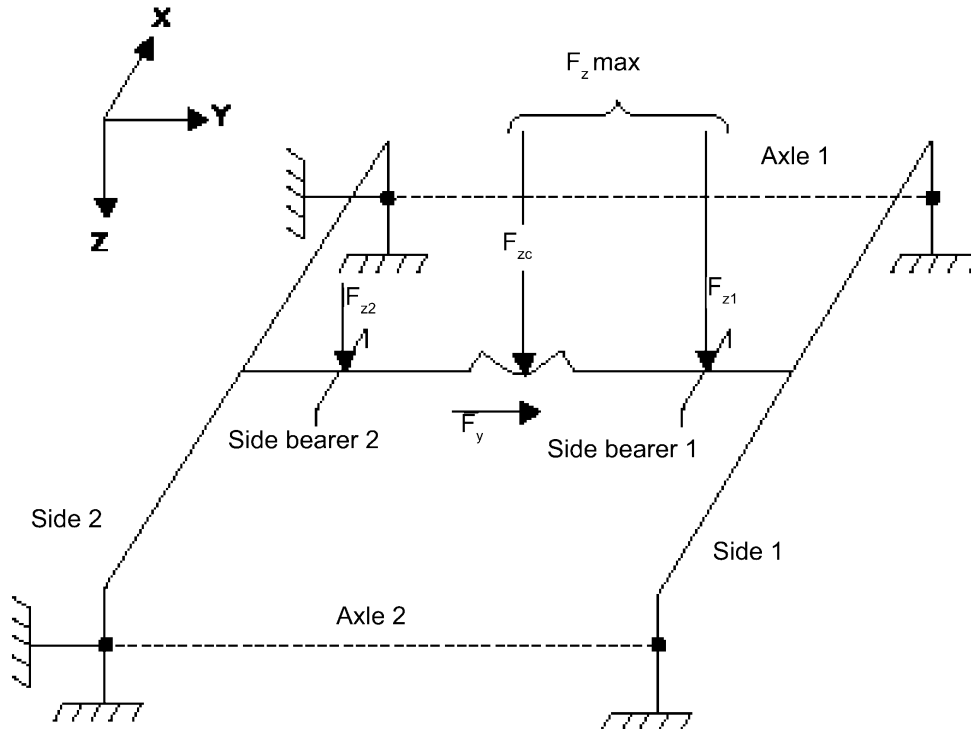 X
F_z max
Y
Axle 1
Z
F_zc
F_z2
F_z1
F_y
Side bearer 2
Side bearer 1
Side 2
Side 1
Axle 2